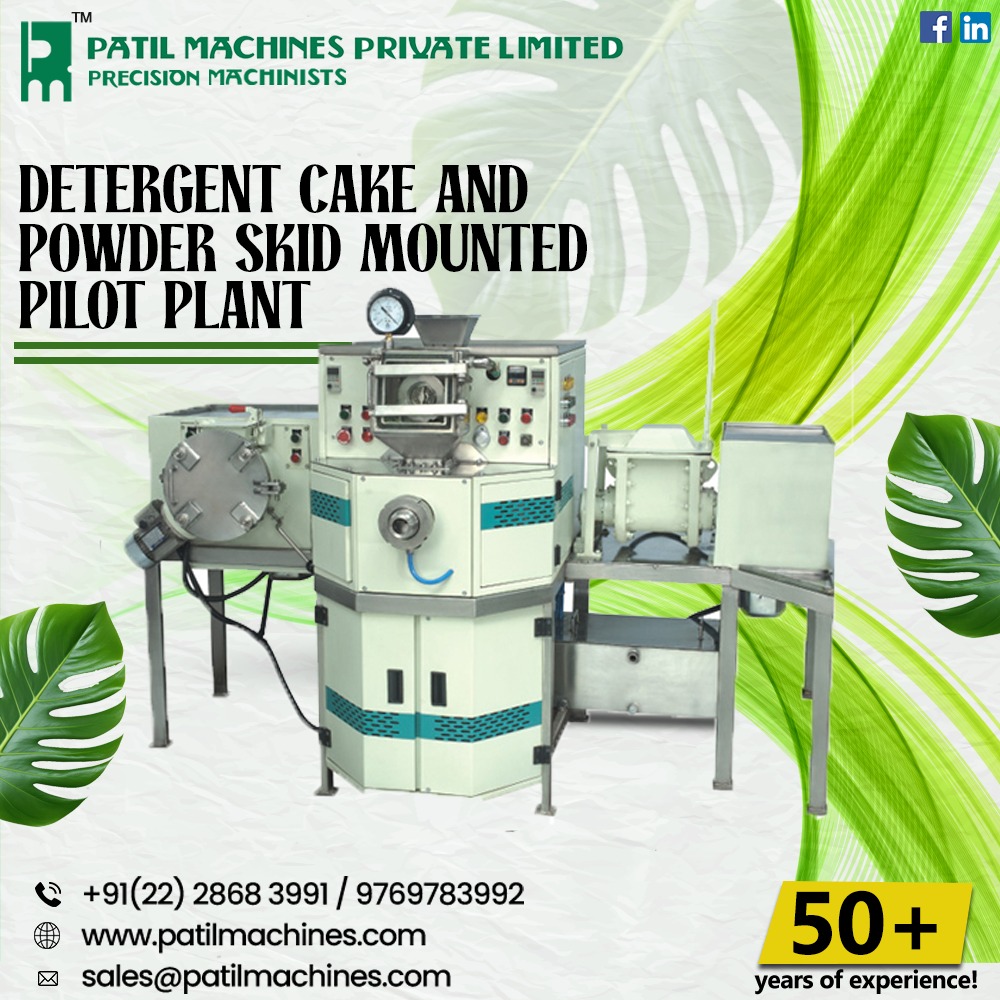 TM
PATIL MACHINES PRIVATE LIMITED
PRECISION MACHINISTS
f in
DETERGENT CAKE AND
POWDER SKID MOUNTED
PILOT PLANT
+91(22) 2868 3991 / 9769783992
www.patilmachines.com
sales@patilmachines.com
50+
years of experience!